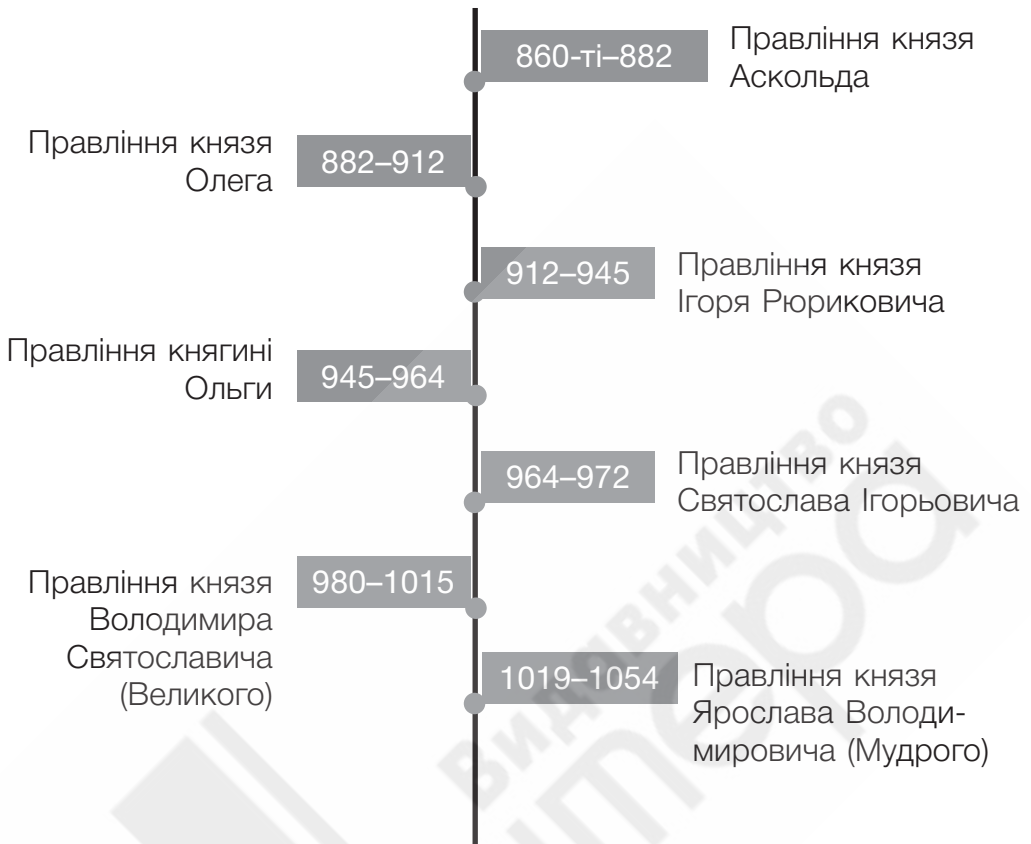 860-ті–882
Правління князя
Аскольда
Правління князя
Олега
882–912
912–945
Правління князя
Ігоря Рюриковича
Правління княгині
Ольги
945–964
964–972
Правління князя
Святослава Ігорьовича
Правління князя
Володимира
Святославича
(Великого)
980–1015
1019–1054
Правління князя
Ярослава Володи-
мировича (Мудрого)
Видавництво